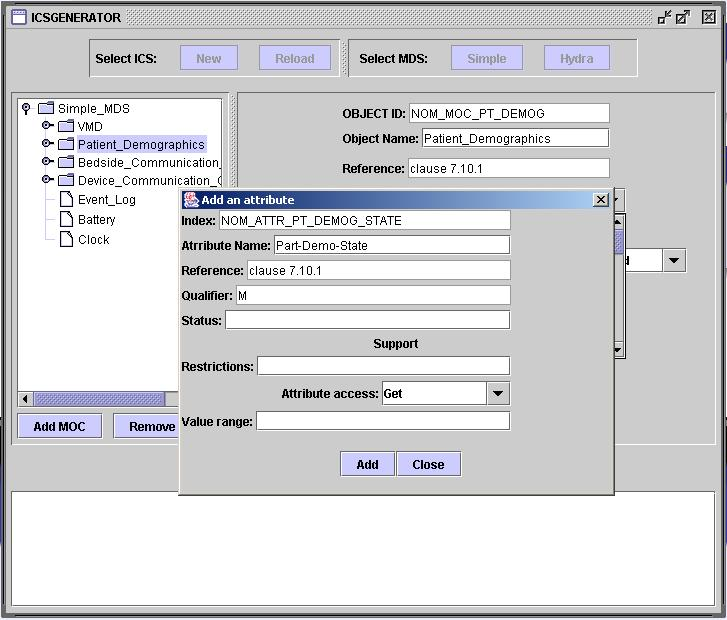 ICSGENERATOR
Select ICS: New Reload Select MDS: Simple Hydra
Simple_MDS
VMD
Patient_Demographics
Bedside_Communication_
Device_Communication_
Event_Log
Battery
Clock
Add MOC Remove
OBJECT ID: NOM_MOC_PT_DEMOG
Object Name: Patient_Demographics
Reference: clause 7.10.1
Add an attribute
Index: NOM_ATTR_PT_DEMOG_STATE
Atrribute Name: Part-Demo-State
Reference: clause 7.10.1
Qualifier: M
Status:
Support
Restrictions:
Attribute access: Get
Value range:
Add Close